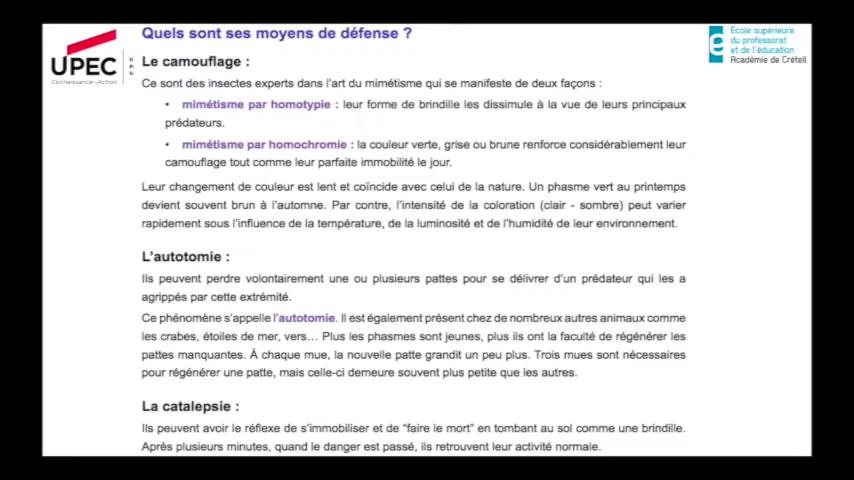 Quels sont ses moyens de défense ?
UPEC
Connaissance - Action
École supérieure
du professorat
et de l'éducation
Académie de Créteil
Le camouflage :
Ce sont des insectes experts dans l'art du mimétisme qui se manifeste de deux façons :
• mimétisme par homotypie : leur forme de brindille les dissimule à la vue de leurs principaux
prédateurs.
• mimétisme par homochromie : la couleur verte, grise ou brune renforce considérablement leur
camouflage tout comme leur parfaite immobilité le jour.
Leur changement de couleur est lent et coïncide avec celui de la nature. Un phasme vert au printemps
devient souvent brun à l'automne. Par contre, l'intensité de la coloration (clair - sombre) peut varier
rapidement sous l'influence de la température, de la luminosité et de l'humidité de leur environnement.
L'autotomie :
Ils peuvent perdre volontairement une ou plusieurs pattes pour se délivrer d'un prédateur qui les a
agrippés par cette extrémité.
Ce phénomène s'appelle l'autotomie. Il est également présent chez de nombreux autres animaux comme
les crabes, étoiles de mer, vers... Plus les phasmes sont jeunes, plus ils ont la faculté de régénérer les
pattes manquantes. À chaque mue, la nouvelle patte grandit un peu plus. Trois mues sont nécessaires
pour régénérer une patte, mais celle-ci demeure souvent plus petite que les autres.
La catalepsie :
Ils peuvent avoir le réflexe de s'immobiliser et de "faire le mort" en tombant au sol comme une brindille.
Après plusieurs minutes, quand le danger est passé, ils retrouvent leur activité normale.